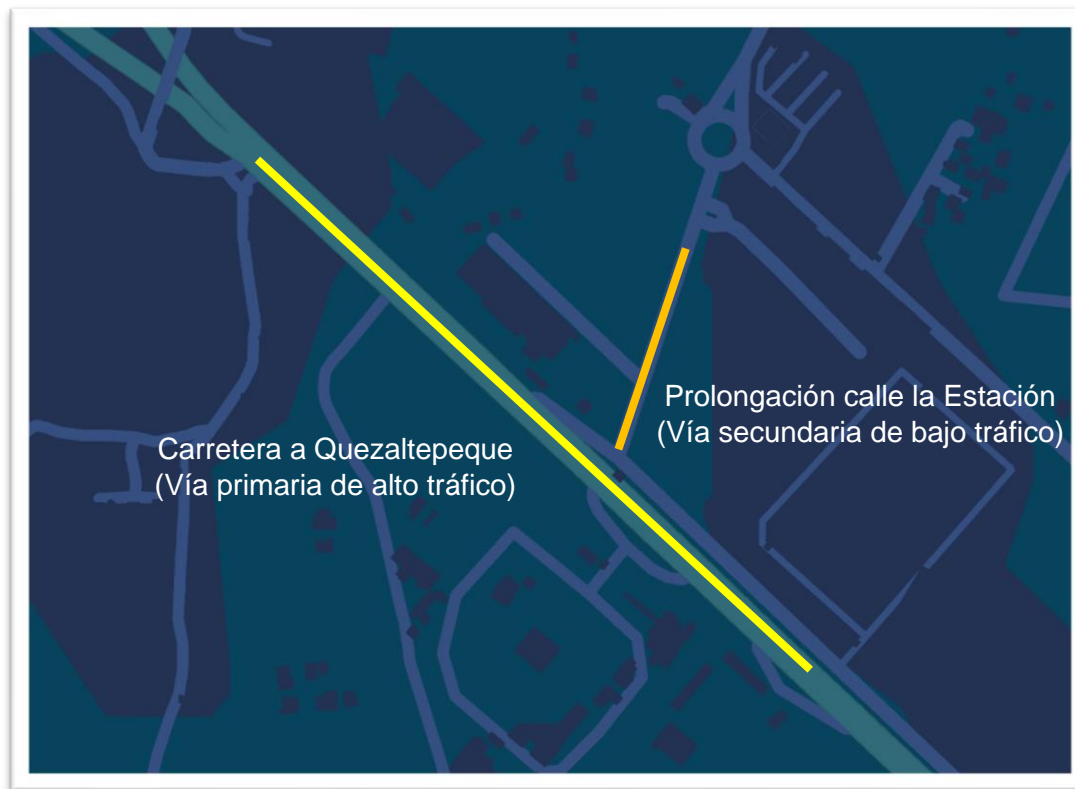 Prolongación calle la Estación
(Vía secundaria de bajo tráfico)
Carretera a Quezaltepeque
(Vía primaria de alto tráfico)